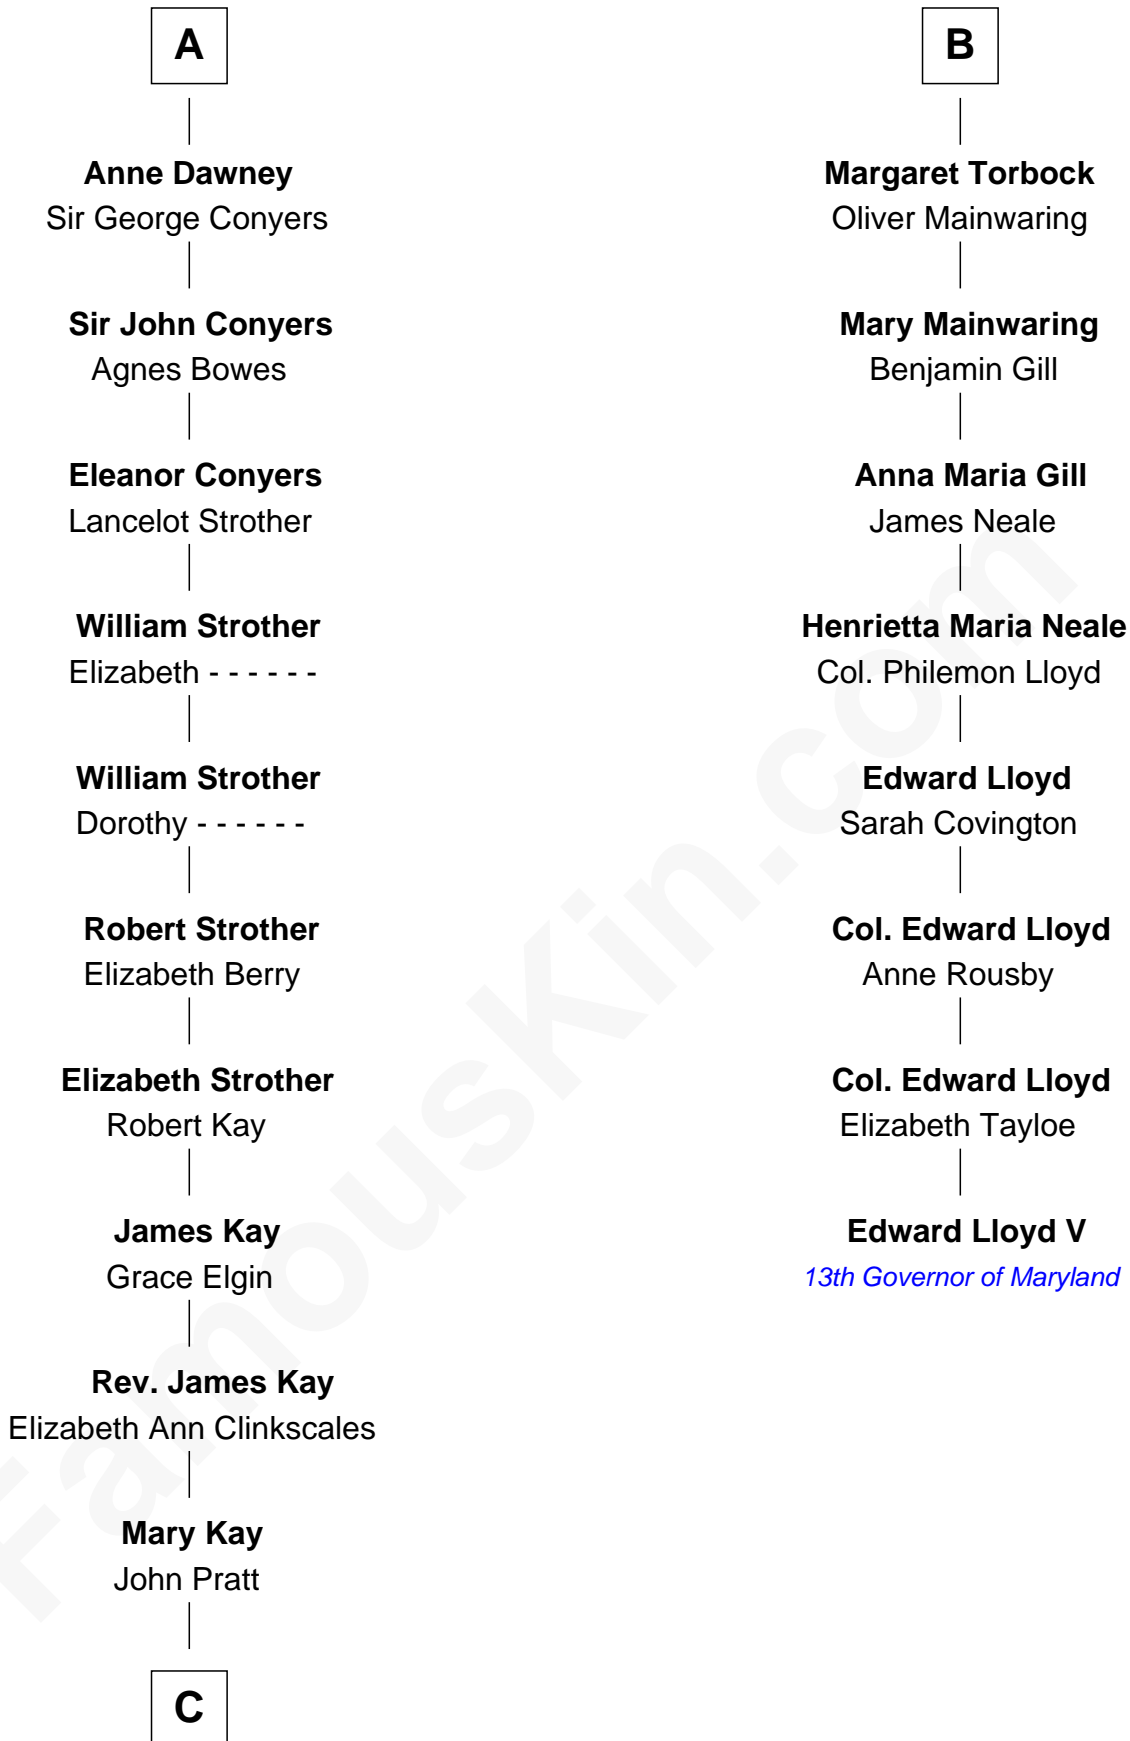 A
Anne Dawney
Sir George Conyers
Sir John Conyers
Agnes Bowes
Eleanor Conyers
Lancelot Strother
William Strother
Elizabeth - - - - - -
William Strother
Dorothy - - - - - -
Robert Strother
Elizabeth Berry
Elizabeth Strother
Robert Kay
James Kay
Grace Elgin
Rev. James Kay
Elizabeth Ann Clinkscales
Mary Kay
John Pratt
C
B
Margaret Torbock
Oliver Mainwaring
Mary Mainwaring
Benjamin Gill
Anna Maria Gill
James Neale
Henrietta Maria Neale
Col. Philemon Lloyd
Edward Lloyd
Sarah Covington
Col. Edward Lloyd
Anne Rousby
Col. Edward Lloyd
Elizabeth Tayloe
Edward Lloyd V
13th Governor of Maryland
FamousKin.com